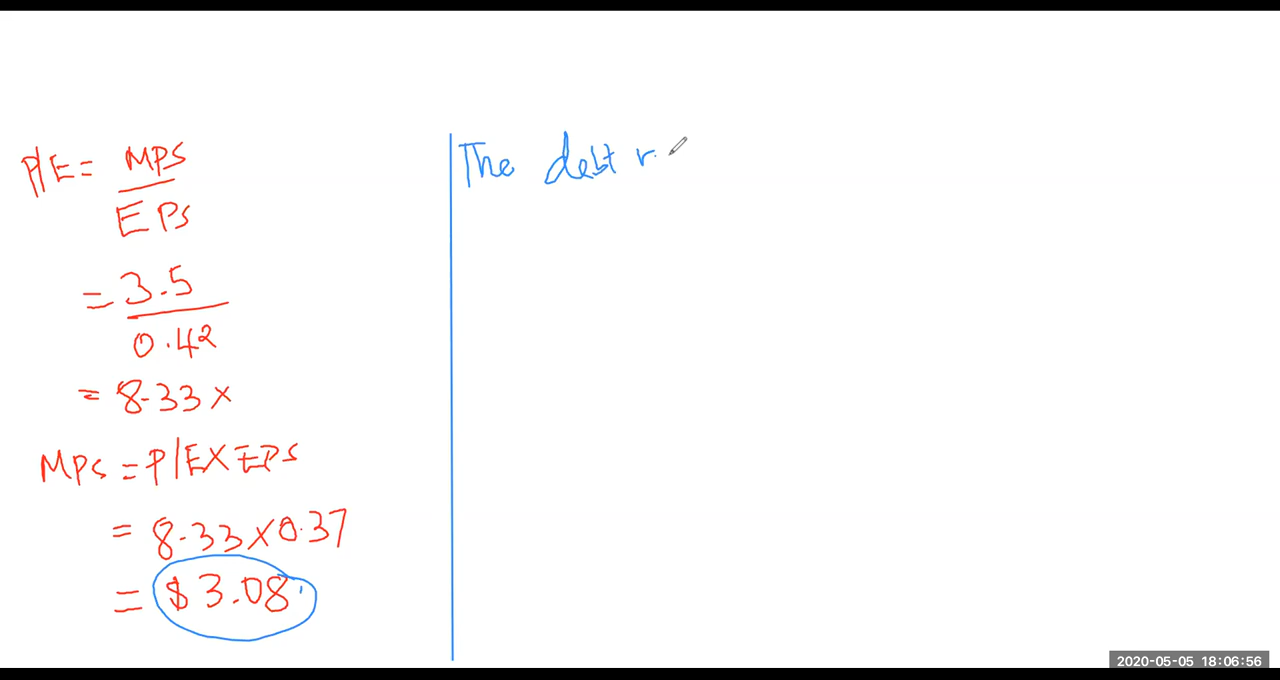 P/E = MPS
EPS
= 3.5
0.42
= 8.33 x
MPS = P/E X EPS
= 8.33 X 0.37
= $3.08
The debt r
2020-05-05 18:06:56